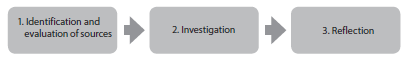 1. Identification and
evaluation of sources
2. Investigation
3. Reflection